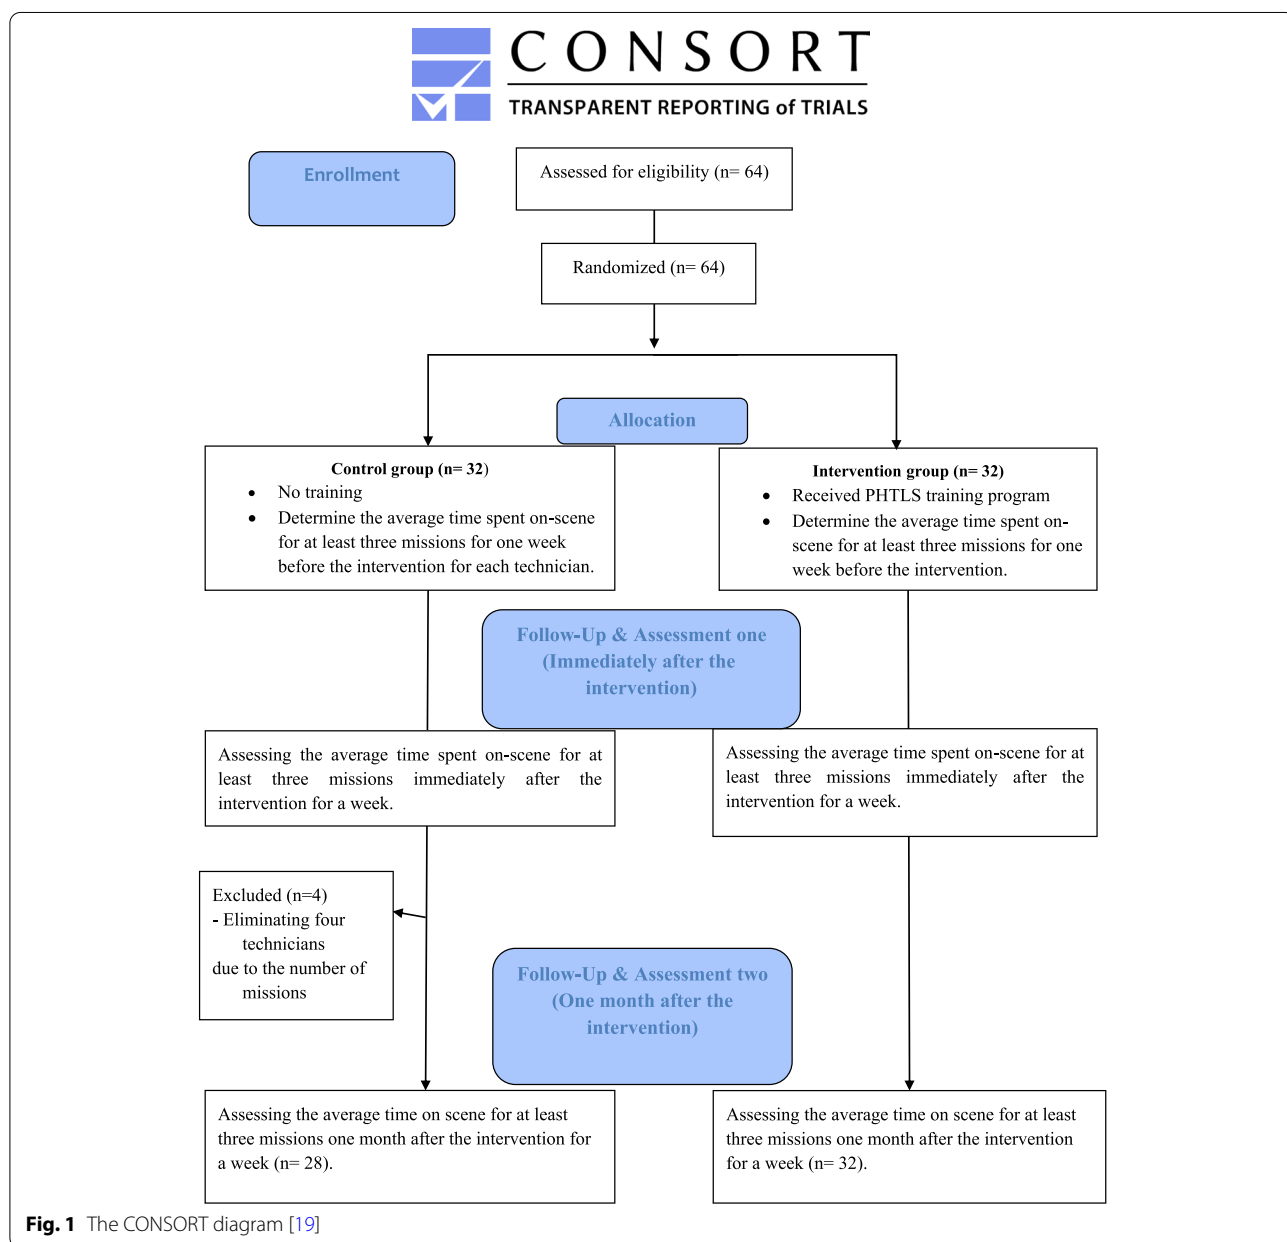 CONSORT
TRANSPARENT REPORTING of TRIALS
Enrollment
Assessed for eligibility (n= 64)
Randomized (n= 64)
Allocation
Control group (n= 32)
• No training
• Determine the average time spent on-scene
for at least three missions for one week
before the intervention for each technician.
Intervention group (n= 32)
• Received PHTLS training program
• Determine the average time spent on-
scene for at least three missions for one
week before the intervention.
Follow-Up & Assessment one
(Immediately after the
intervention)
Assessing the average time spent on-scene for at
least three missions immediately after the
intervention for a week.
Assessing the average time spent on-scene for at
least three missions immediately after the
intervention for a week.
Excluded (n=4)
- Eliminating four
technicians
due to the number of
missions
Follow-Up & Assessment two
(One month after the
intervention)
Assessing the average time on scene for at least
three missions one month after the intervention for
a week (n= 28).
Assessing the average time on scene for at least
three missions one month after the intervention
for a week (n= 32).
Fig. 1 The CONSORT diagram [19]